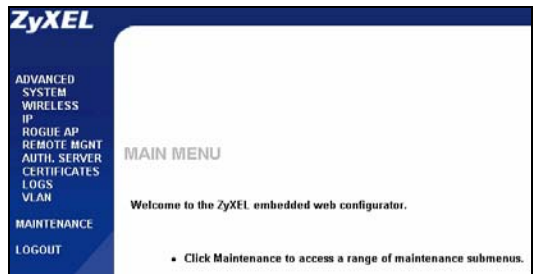 ZyXEL
ADVANCED
SYSTEM
WIRELESS
IP
ROGUE AP
REMOTE MGNT
AUTH. SERVER
CERTIFICATES
LOGS
VLAN
MAINTENANCE
LOGOUT
MAIN MENU
Welcome to the ZyXEL embedded web configurator.
• Click Maintenance to access a range of maintenance submenus.